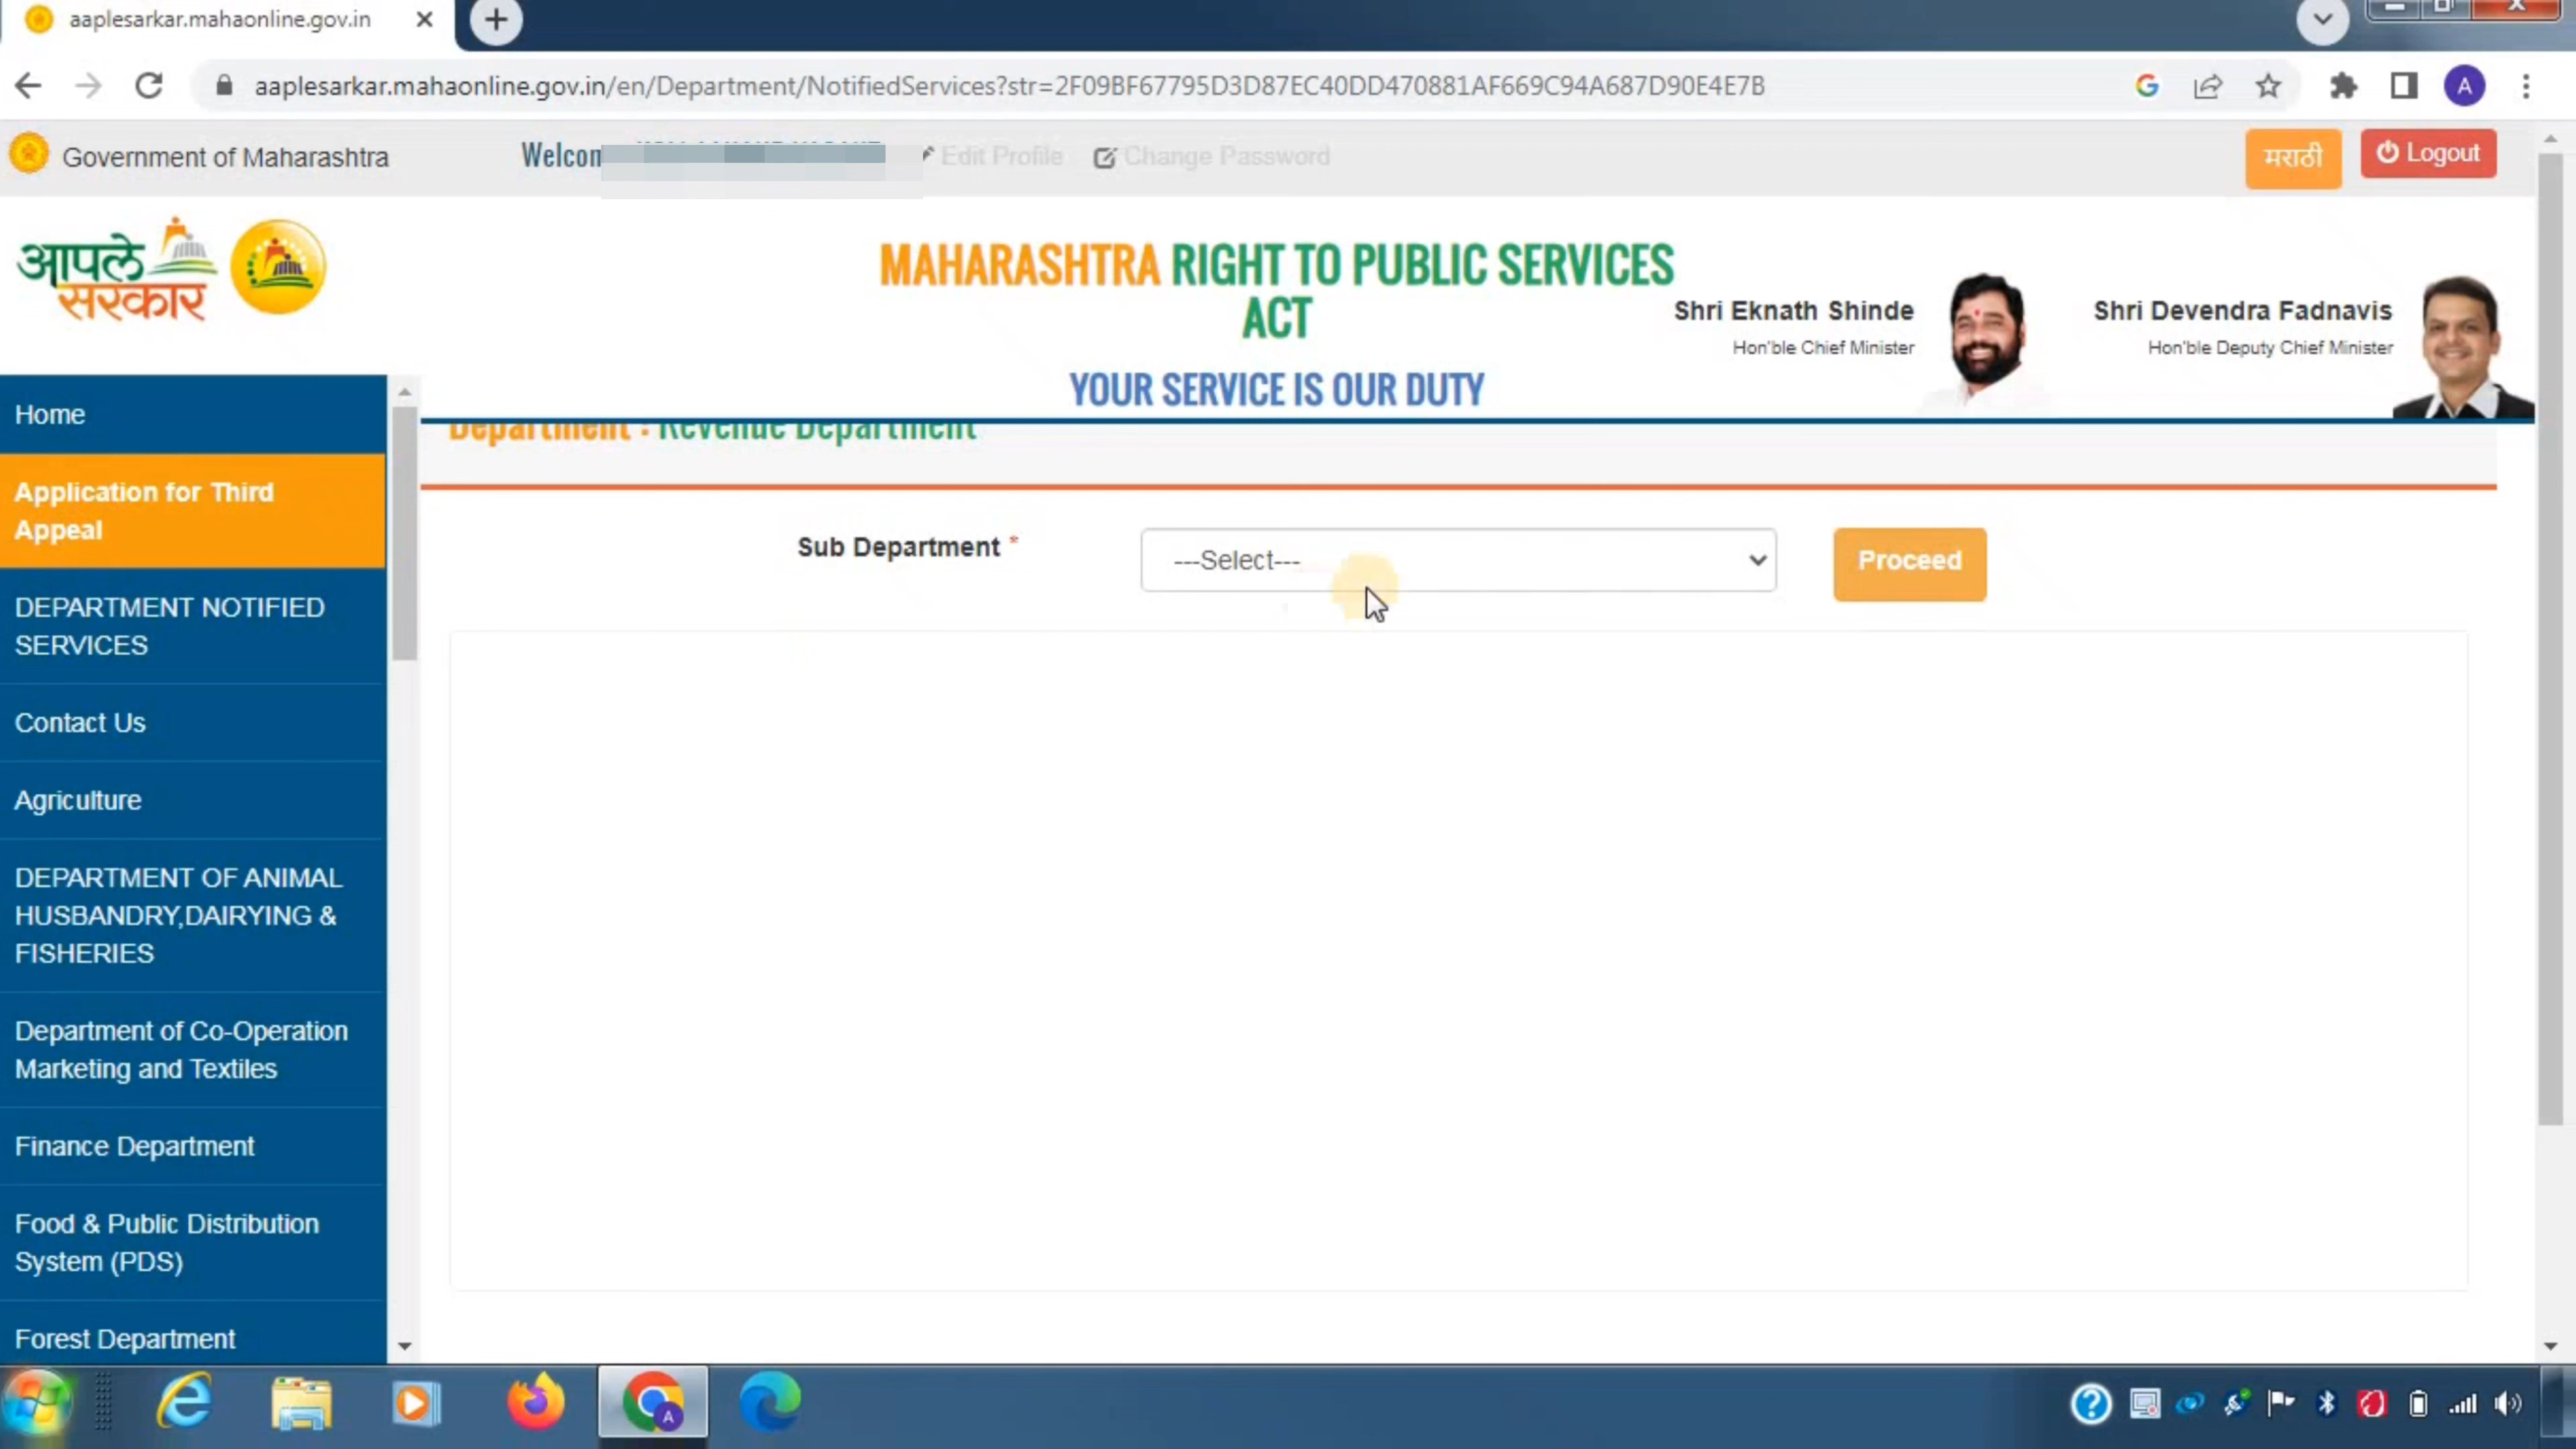 aaplesarkar.mahaonline.gov.in
aaplesarkar.mahaonline.gov.in/en/Department/NotifiedServices?str=2F09BF67795D3D87EC40DD470881AF669C94A687D90E4E7B
A
Government of Maharashtra
Welcom
Edit Profile
Change Password
मराठी
Logout
आपले
सरकार
MAHARASHTRA RIGHT TO PUBLIC SERVICES
ACT
YOUR SERVICE IS OUR DUTY
Shri Eknath Shinde
Hon'ble Chief Minister
Shri Devendra Fadnavis
Hon'ble Deputy Chief Minister
Department : Revenue Department
Sub Department *
---Select---
Proceed
Home
Application for Third
Appeal
DEPARTMENT NOTIFIED
SERVICES
Contact Us
Agriculture
DEPARTMENT OF ANIMAL
HUSBANDRY,DAIRYING &
FISHERIES
Department of Co-Operation
Marketing and Textiles
Finance Department
Food & Public Distribution
System (PDS)
Forest Department
A